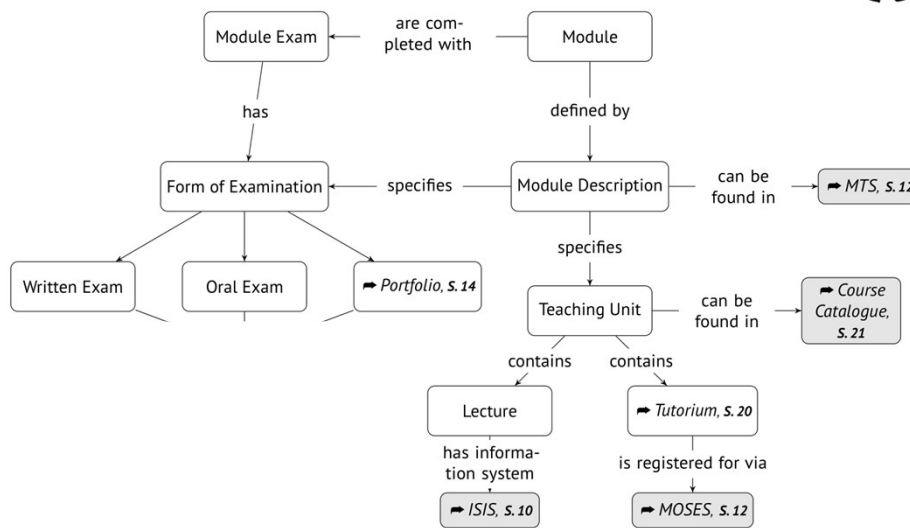 Module Exam
are com-
pleted with
Module
has
defined by
Form of Examination
specifies
Module Description
can be
found in
➦ MTS, S. 12
specifies
Written Exam
Oral Exam
➦ Portfolio, S. 14
Teaching Unit
can be
found in
➦ Course
Catalogue,
S. 21
contains
contains
Lecture
➦ Tutorium, S. 20
has informa-
tion system
is registered for via
➦ ISIS, S. 10
➦ MOSES, S. 12